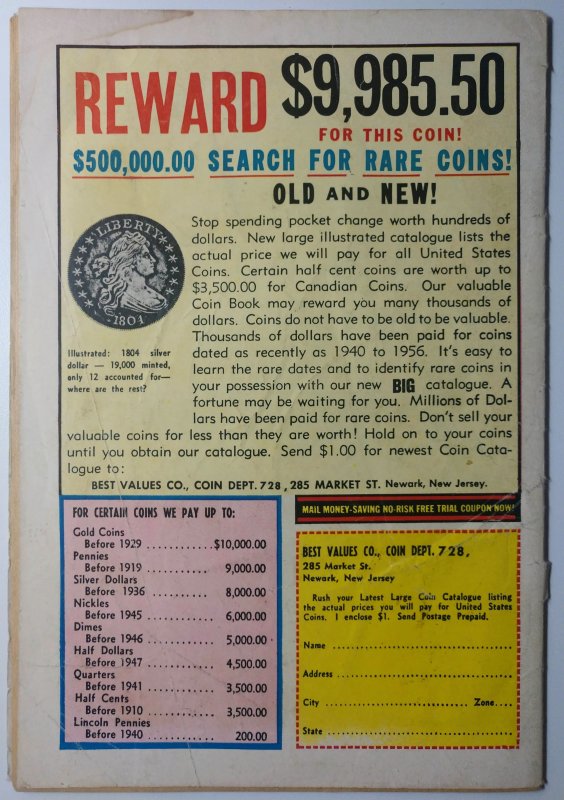 REWARD $9,985.50
FOR THIS COIN!
$500,000.00 SEARCH FOR RARE COINS!
OLD AND NEW!
LIBERTY
1804
Illustrated: 1804 silver
dollar — 19,000 minted,
only 12 accounted for—
where are the rest?
Stop spending pocket change worth hundreds of
dollars. New large illustrated catalogue lists the
actual price we will pay for all United States
Coins. Certain half cent coins are worth up to
$3,500.00 for Canadian Coins. Our valuable
Coin Book may reward you many thousands of
dollars. Coins do not have to be old to be valuable.
Thousands of dollars have been paid for coins
dated as recently as 1940 to 1956. It's easy to
learn the rare dates and to identify rare coins in
your possession with our new BIG catalogue. A
fortune may be waiting for you. Millions of Dol-
lars have been paid for rare coins. Don't sell your
valuable coins for less than they are worth! Hold on to your coins
until you obtain our catalogue. Send $1.00 for newest Coin Cata-
logue to:
BEST VALUES CO., COIN DEPT. 728, 285 MARKET ST. Newark, New Jersey.
FOR CERTAIN COINS WE PAY UP TO:
Gold Coins
Before 1929 ............$10,000.00
Pennies
Before 1919 ........... 9,000.00
Silver Dollars
Before 1936 ............ 8,000.00
Nickles
Before 1945 ............ 6,000.00
Dimes
Before 1946 ............ 5,000.00
Half Dollars
Before 1947 ............ 4,500.00
Quarters
Before 1941 ............ 3,500.00
Half Cents
Before 1910 ............ 3,500.00
Lincoln Pennies
Before 1940 ............ 200.00
MAIL MONEY-SAVING NO-RISK FREE TRIAL COUPON NOW!
BEST VALUES CO., COIN DEPT. 728,
285 Market St.
Newark, New Jersey
Rush your Latest Large Coin Catalogue listing
the actual prices you will pay for United States
Coins. I enclose $1. Send Postage Prepaid.
Name ........................................
Address ........................................
City ........................................ Zone....
State ........................................